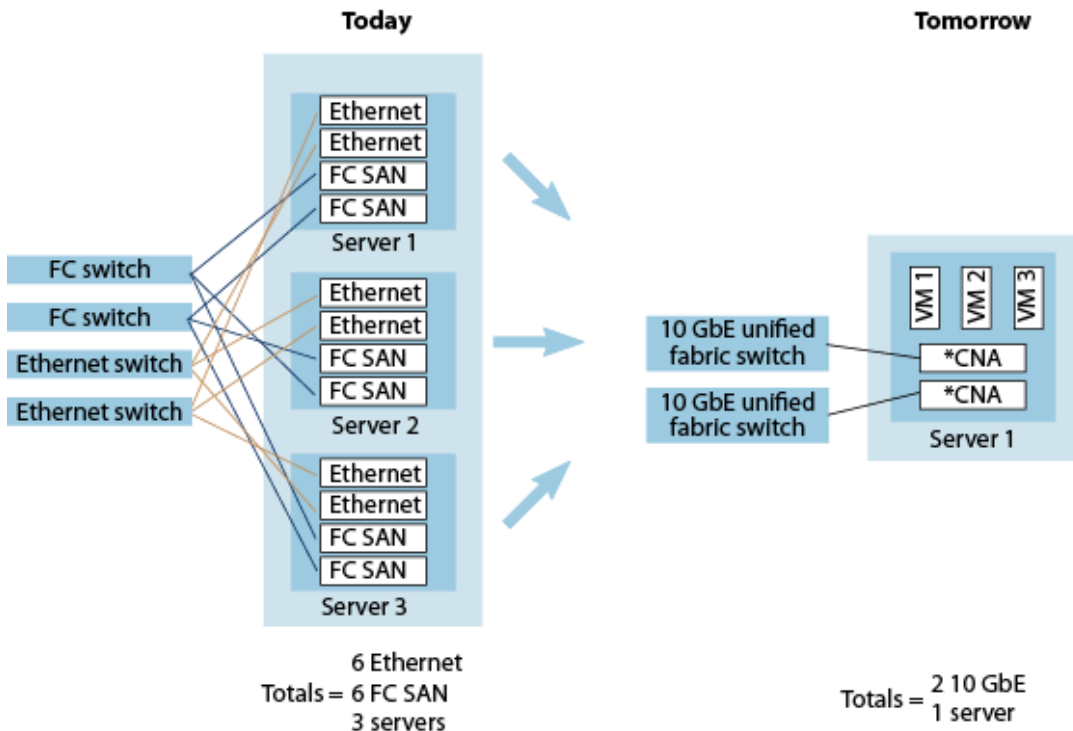 Today
Tomorrow
Ethernet
Ethernet
FC SAN
FC SAN
Server 1
FC switch
FC switch
Ethernet switch
Ethernet switch
Ethernet
Ethernet
FC SAN
FC SAN
Server 2
Ethernet
Ethernet
FC SAN
FC SAN
Server 3
10 GbE unified
fabric switch
10 GbE unified
fabric switch
VM 1
VM 2
VM 3
*CNA
*CNA
Server 1
6 Ethernet
Totals = 6 FC SAN
3 servers
2 10 GbE
Totals =
1 server